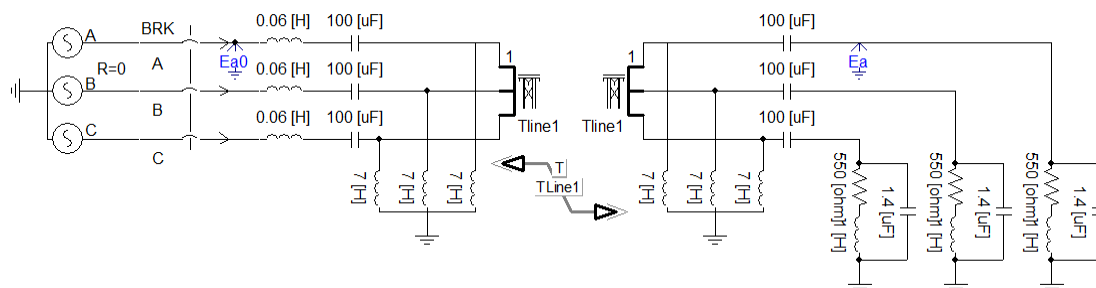 A BRK 0.06 [H] 100 [uF] 100 [uF]
1 1
R=0 A Ea0 Ea
B 0.06 [H] 100 [uF] 100 [uF]
B Tline1 Tline1
C 0.06 [H] 100 [uF] 100 [uF]
C
7 [H] 7 [H] 7 [H]
T
TLine1
7 [H] 7 [H] 7 [H]
550 [ohm] 1 [H] 1.4 [uF]
550 [ohm] 1 [H] 1.4 [uF]
550 [ohm] 1 [H] 1.4 [uF]